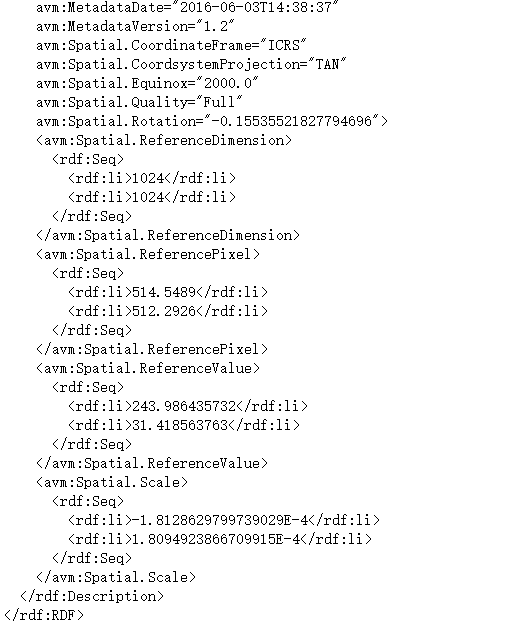 avm:MetadataDate="2016-06-03T14:38:37"
avm:MetadataVersion="1.2"
avm:Spatial.CoordinateFrame="ICRS"
avm:Spatial.CoordsystemProjection="TAN"
avm:Spatial.Equinox="2000.0"
avm:Spatial.Quality="Full"
avm:Spatial.Rotation="-0.15535521827794696">
<avm:Spatial.ReferenceDimension>
<rdf:Seq>
<rdf:li>1024</rdf:li>
<rdf:li>1024</rdf:li>
</rdf:Seq>
</avm:Spatial.ReferenceDimension>
<avm:Spatial.ReferencePixel>
<rdf:Seq>
<rdf:li>514.5489</rdf:li>
<rdf:li>512.2926</rdf:li>
</rdf:Seq>
</avm:Spatial.ReferencePixel>
<avm:Spatial.ReferenceValue>
<rdf:Seq>
<rdf:li>243.986435732</rdf:li>
<rdf:li>31.418563763</rdf:li>
</rdf:Seq>
</avm:Spatial.ReferenceValue>
<avm:Spatial.Scale>
<rdf:Seq>
<rdf:li>-1.8128629799739029E-4</rdf:li>
<rdf:li>1.8094923866709915E-4</rdf:li>
</rdf:Seq>
</avm:Spatial.Scale>
</rdf:Description>
</rdf:RDF>